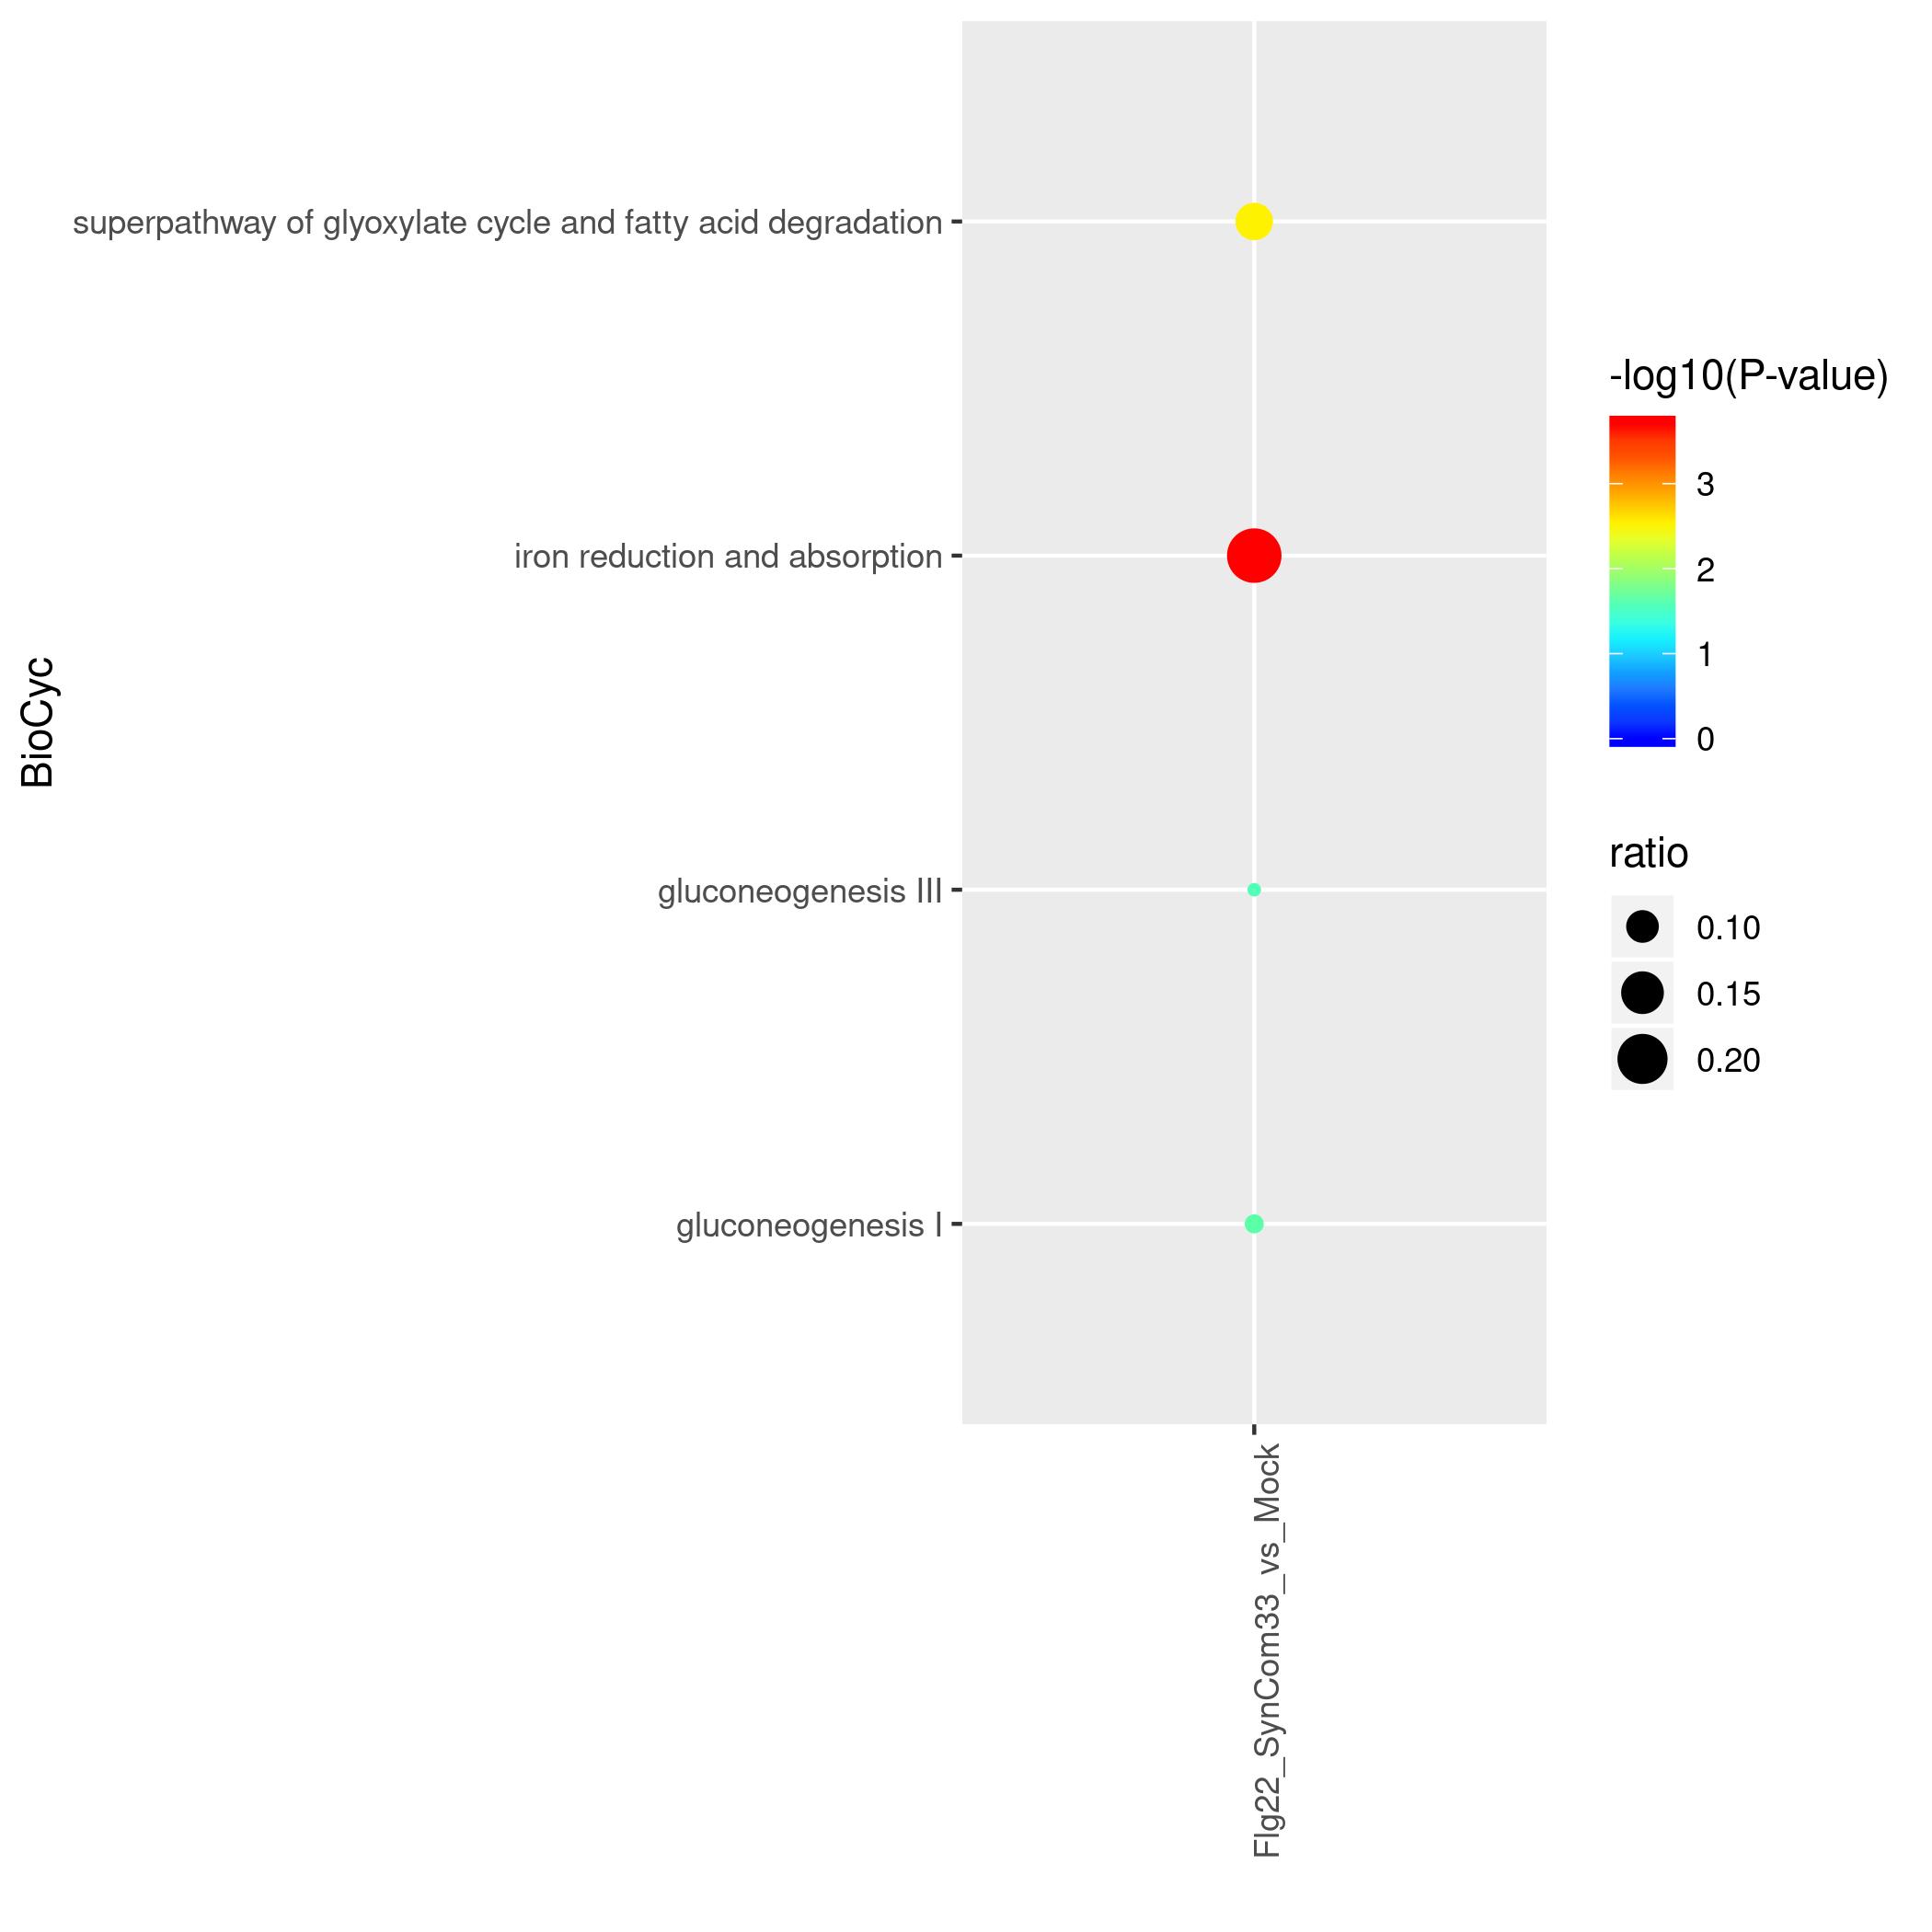 BioCyc
superpathway of glyoxylate cycle and fatty acid degradation
iron reduction and absorption
gluconeogenesis III
gluconeogenesis I
Flg22_SynCom33_vs_Mock
-log10(P-value)
3
2
1
0
ratio
0.10
0.15
0.20